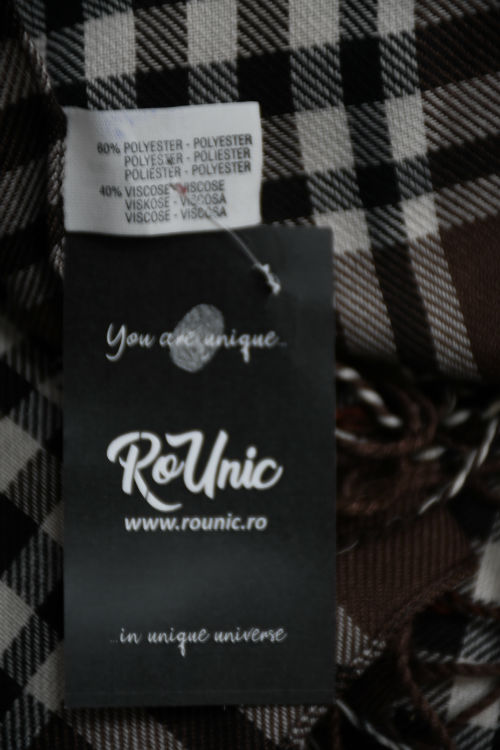 60% POLYESTER - POLYESTER
POLYESTER - POLIESTER
POLIESTER - POLYESTER
40% VISCOSE - VISCOSE
VISKOSE - VISCOSA
VISCOSE - VISCOSA
You are unique...
RoUnic
www.rounic.ro
...in unique universe